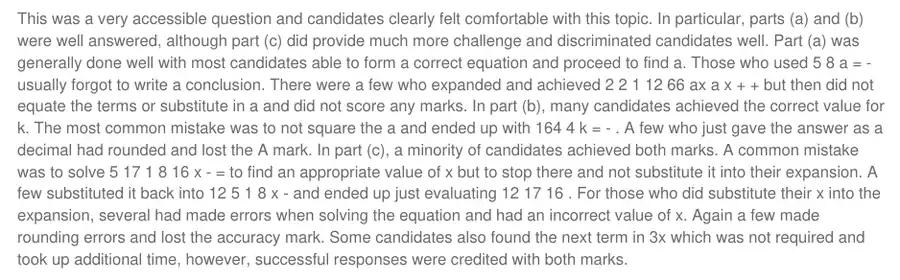 This was a very accessible question and candidates clearly felt comfortable with this topic. In particular, parts (a) and (b)
were well answered, although part (c) did provide much more challenge and discriminated candidates well. Part (a) was
generally done well with most candidates able to form a correct equation and proceed to find a. Those who used 5 8 a = -
usually forgot to write a conclusion. There were a few who expanded and achieved 2 2 1 12 66 ax a x + + but then did not
equate the terms or substitute in a and did not score any marks. In part (b), many candidates achieved the correct value for
k. The most common mistake was to not square the a and ended up with 164 4 k = - . A few who just gave the answer as a
decimal had rounded and lost the A mark. In part (c), a minority of candidates achieved both marks. A common mistake
was to solve 5 17 1 8 16 x - = to find an appropriate value of x but to stop there and not substitute it into their expansion. A
few substituted it back into 12 5 1 8 x - and ended up just evaluating 12 17 16 . For those who did substitute their x into the
expansion, several had made errors when solving the equation and had an incorrect value of x. Again a few made
rounding errors and lost the accuracy mark. Some candidates also found the next term in 3x which was not required and
took up additional time, however, successful responses were credited with both marks.